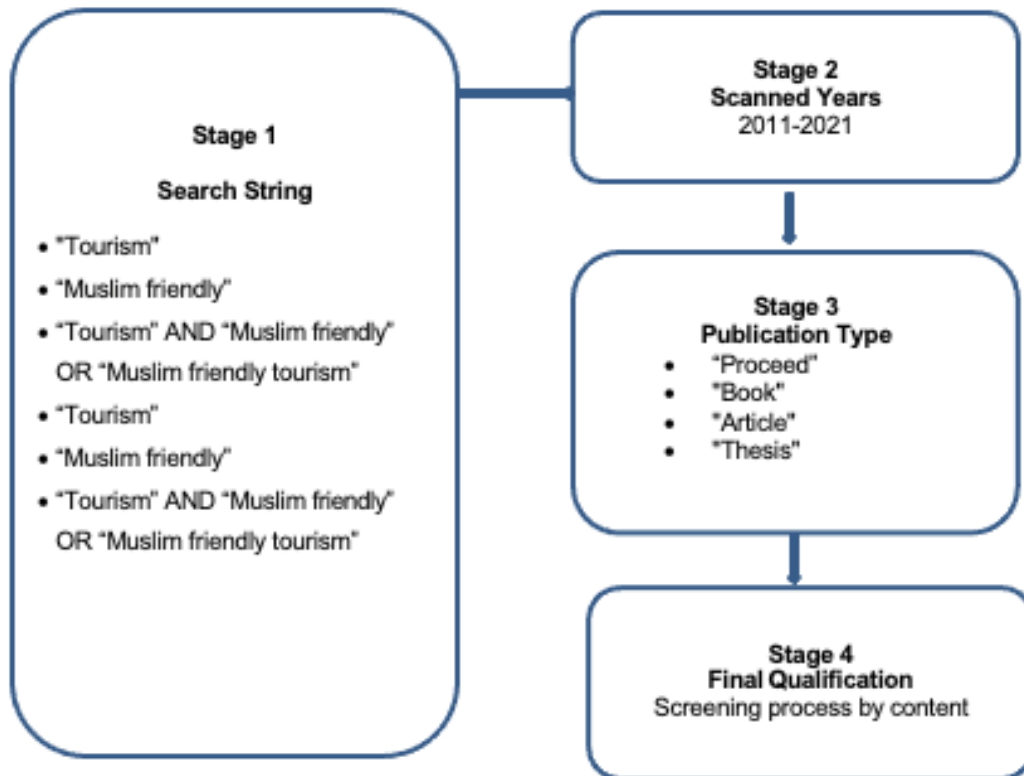 Stage 1
Search String
• "Tourism"
• “Muslim friendly”
• “Tourism” AND “Muslim friendly”
OR “Muslim friendly tourism”
• “Tourism”
• “Muslim friendly”
• “Tourism” AND “Muslim friendly”
OR “Muslim friendly tourism”
Stage 2
Scanned Years
2011-2021
Stage 3
Publication Type
• “Proceed”
• "Book"
• "Article"
• "Thesis"
Stage 4
Final Qualification
Screening process by content